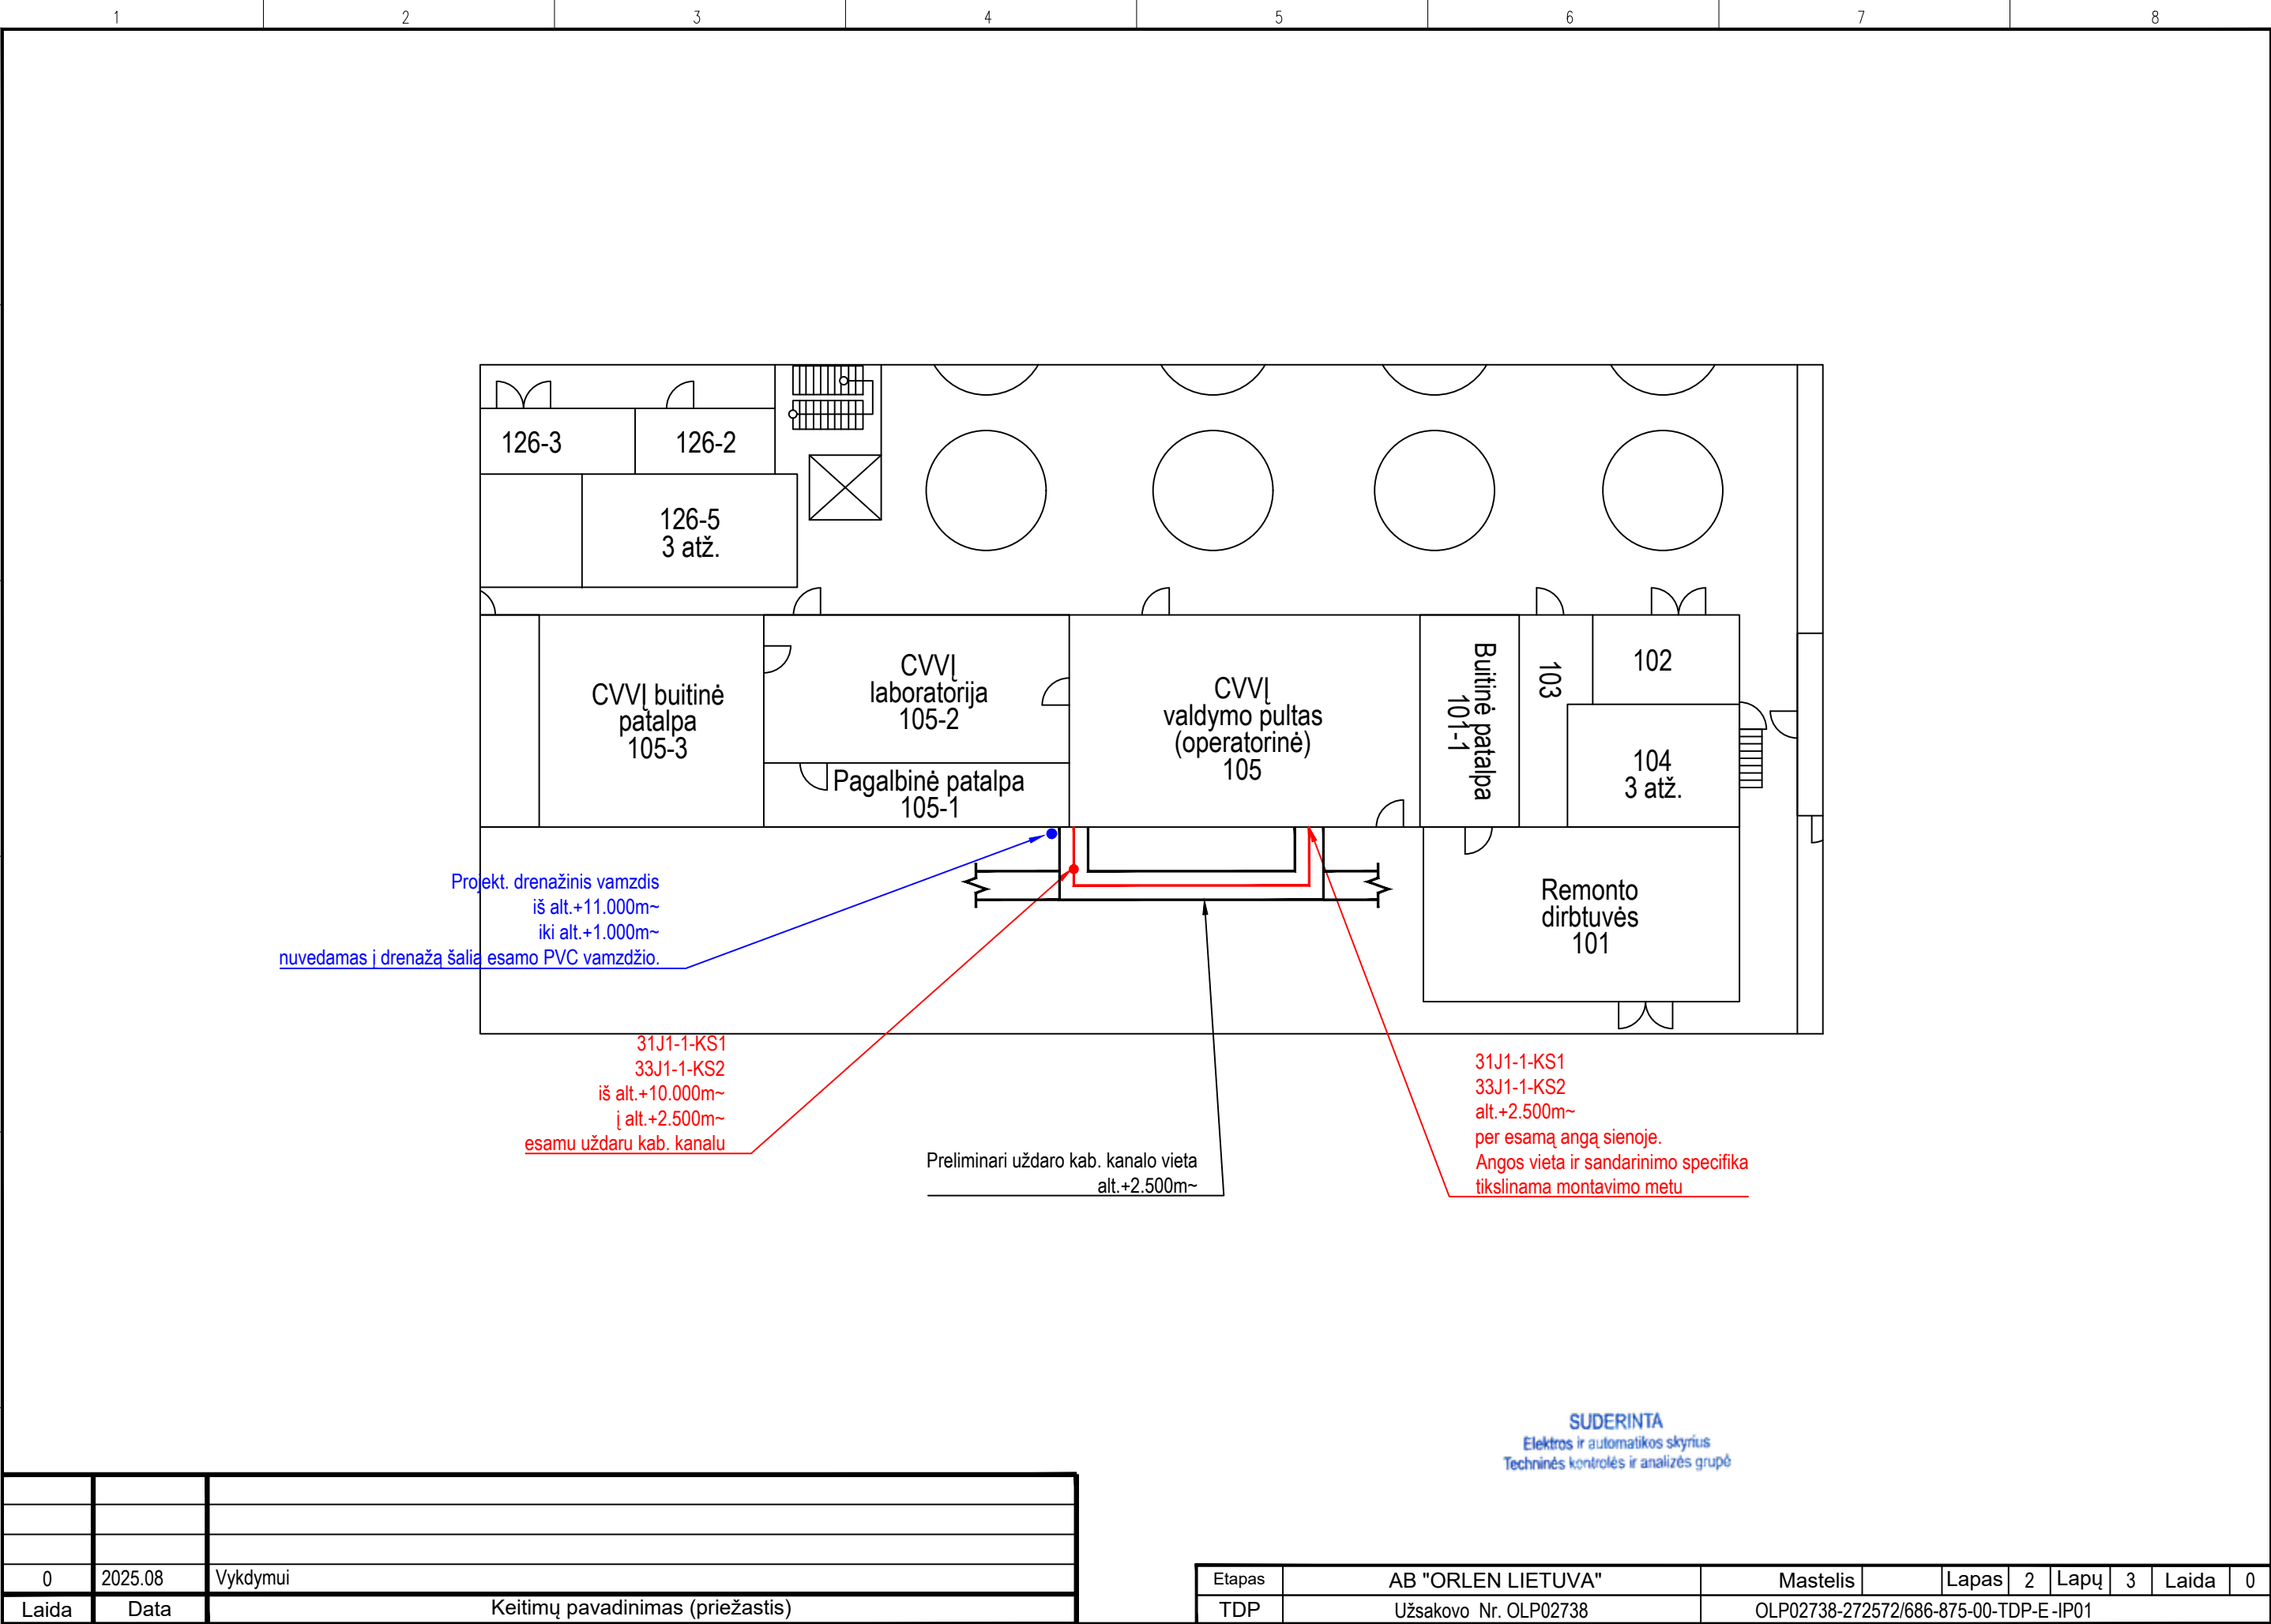 1 2 3 4 5 6 7 8
126-3
126-2
126-5
3 atž.
CVVĮ buitinė
patalpa
105-3
CVVĮ
laboratorija
105-2
Pagalbinė patalpa
105-1
CVVĮ
valdymo pultas
(operatorinė)
105
Buitinė patalpa
101-1
103
102
104
3 atž.
Remonto
dirbtuvės
101
Projekt. drenažinis vamzdis
iš alt.+11.000m~
iki alt.+1.000m~
nuvedamas į drenažą šalia esamo PVC vamzdžio.
31J1-1-KS1
33J1-1-KS2
iš alt.+10.000m~
į alt.+2.500m~
esamu uždaru kab. kanalu
Preliminari uždaro kab. kanalo vieta
alt.+2.500m~
31J1-1-KS1
33J1-1-KS2
alt.+2.500m~
per esamą angą sienoje.
Angos vieta ir sandarinimo specifika
tikslinama montavimo metu
SUDERINTA
Elektros ir automatikos skyrius
Techninės kontrolės ir analizės grupė
0 2025.08 Vykdymui
Laida Data Keitimų pavadinimas (priežastis)
Etapas AB "ORLEN LIETUVA" Mastelis Lapas 2 Lapų 3 Laida 0
TDP Užsakovo Nr. OLP02738 OLP02738-272572/686-875-00-TDP-E-IP01